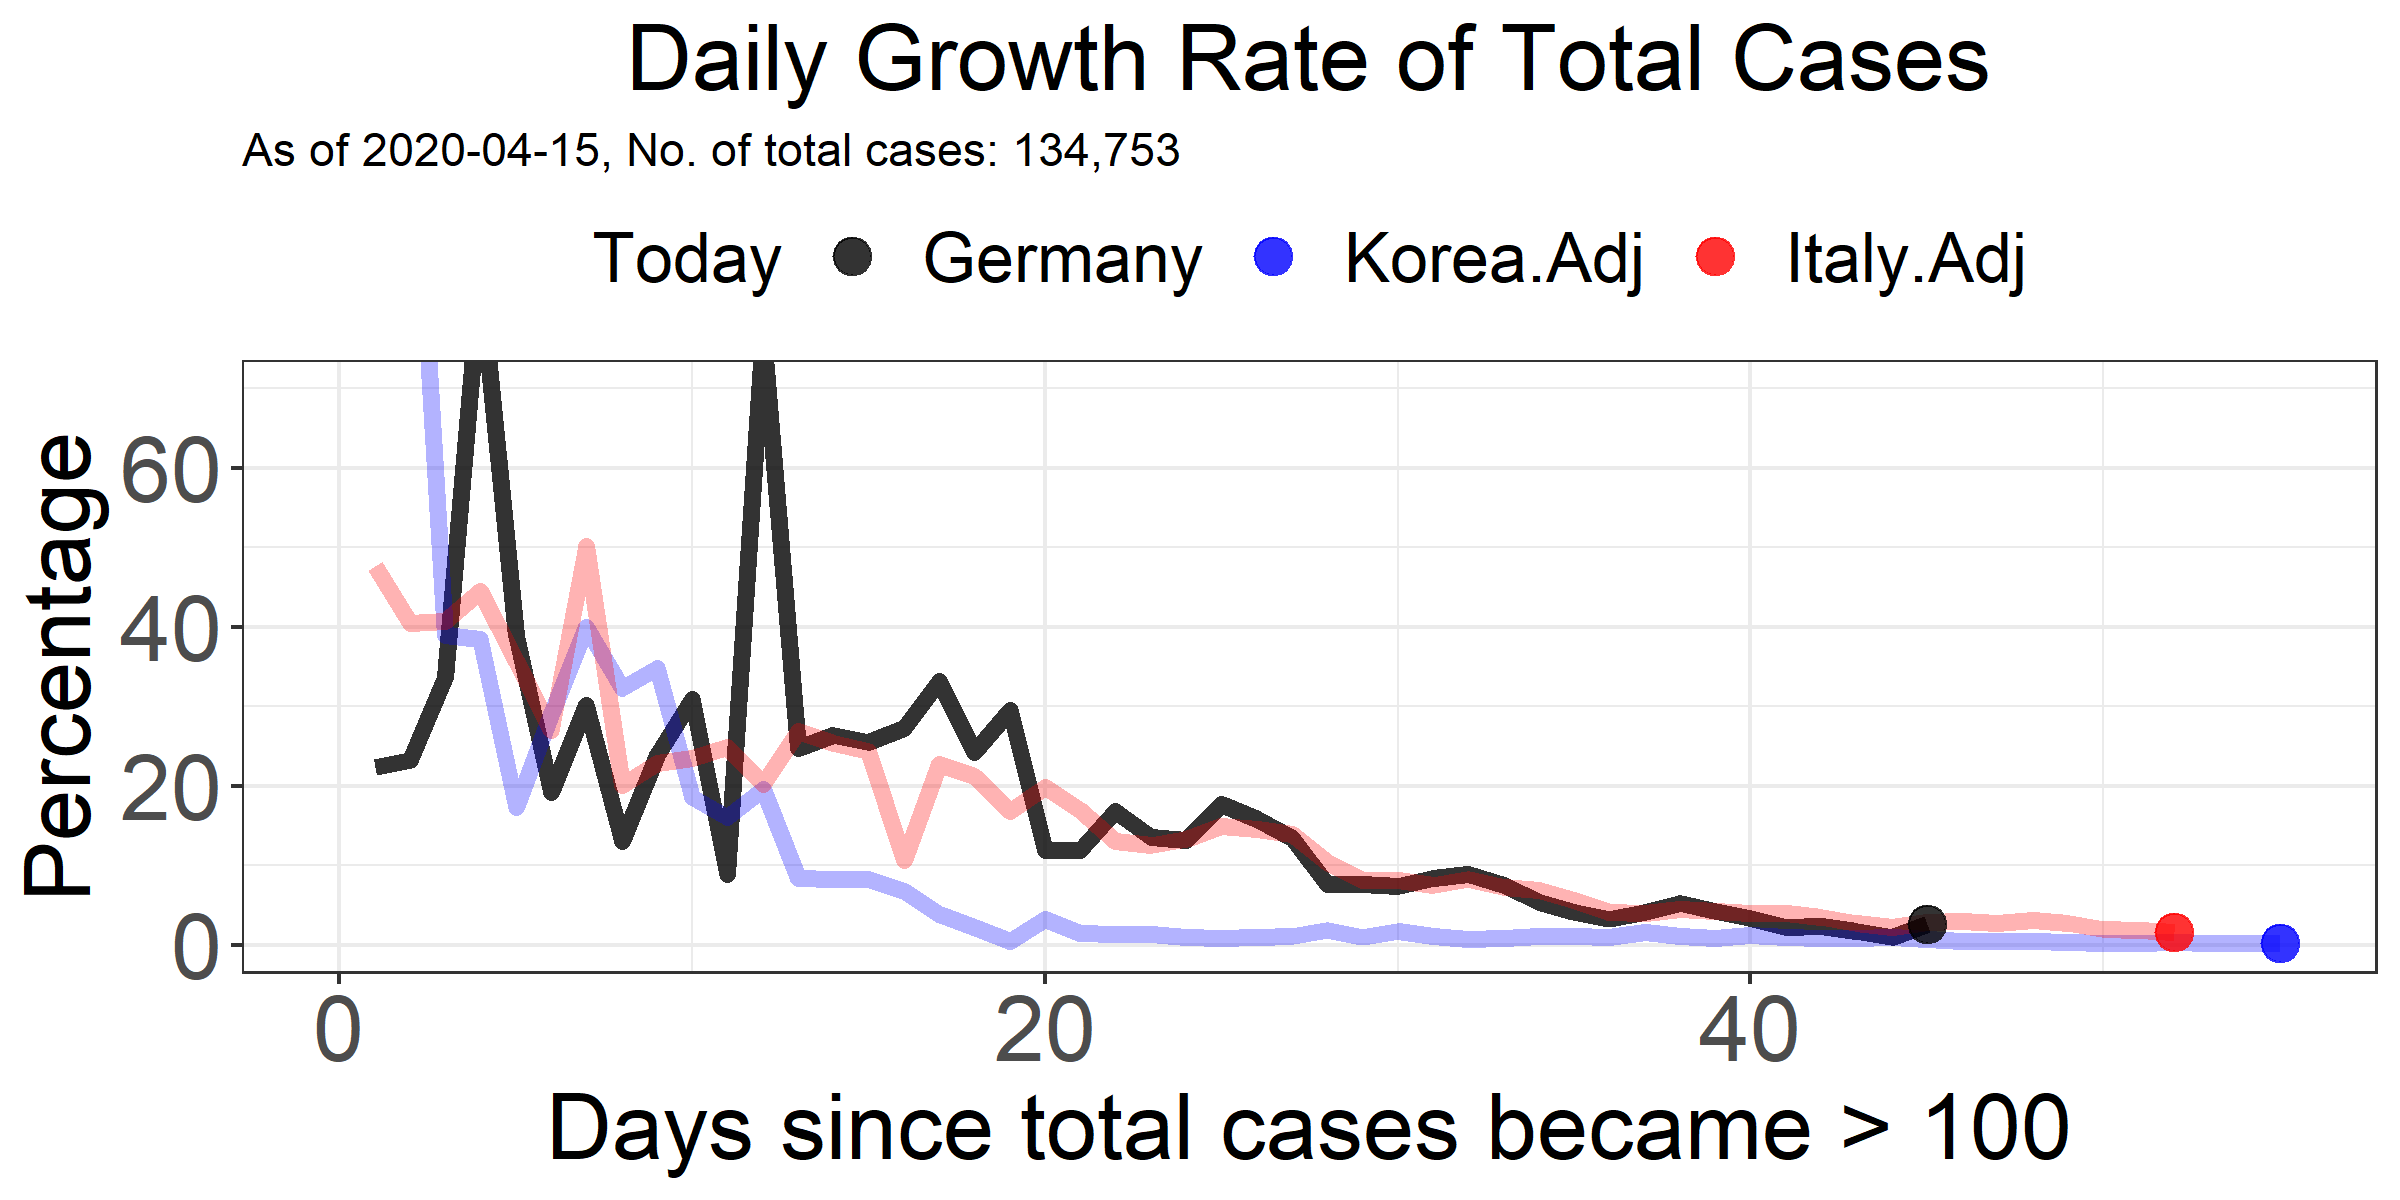 Daily Growth Rate of Total Cases
As of 2020-04-15, No. of total cases: 134,753
Today Germany Korea.Adj Italy.Adj
Percentage
60
40
20
0
0 20 40
Days since total cases became > 100